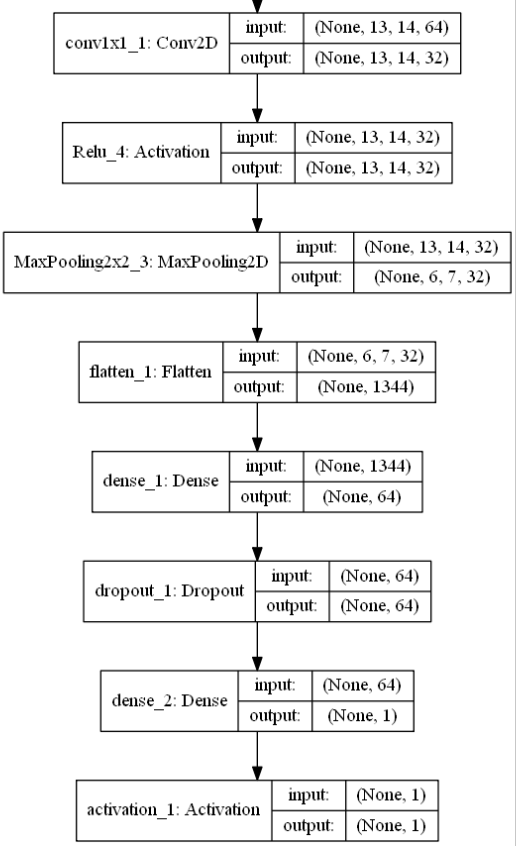 conv1x1_1: Conv2D
input: (None, 13, 14, 64)
output: (None, 13, 14, 32)
Relu_4: Activation
input: (None, 13, 14, 32)
output: (None, 13, 14, 32)
MaxPooling2x2_3: MaxPooling2D
input: (None, 13, 14, 32)
output: (None, 6, 7, 32)
flatten_1: Flatten
input: (None, 6, 7, 32)
output: (None, 1344)
dense_1: Dense
input: (None, 1344)
output: (None, 64)
dropout_1: Dropout
input: (None, 64)
output: (None, 64)
dense_2: Dense
input: (None, 64)
output: (None, 1)
activation_1: Activation
input: (None, 1)
output: (None, 1)